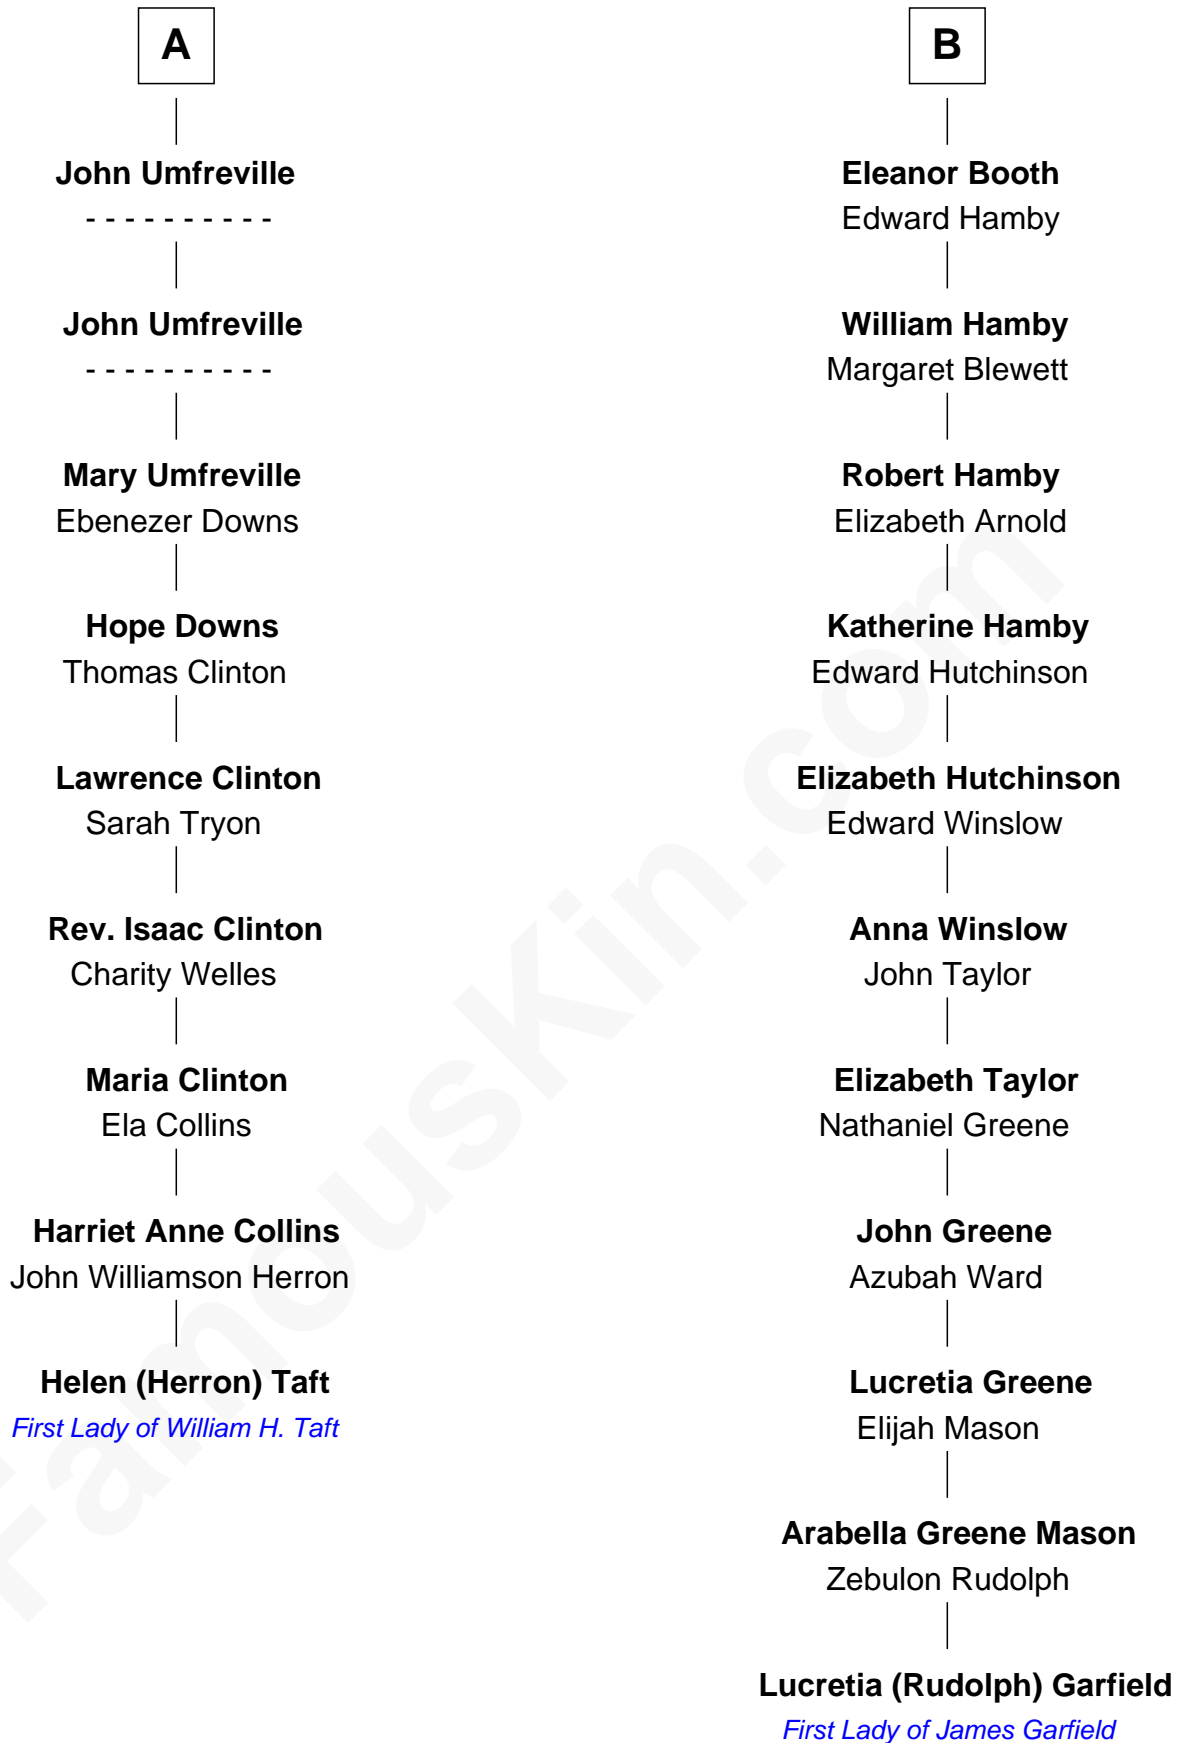 A
John Umfreville
- - - - - - - - - -
John Umfreville
- - - - - - - - - -
Mary Umfreville
Ebenezer Downs
Hope Downs
Thomas Clinton
Lawrence Clinton
Sarah Tryon
Rev. Isaac Clinton
Charity Welles
Maria Clinton
Ela Collins
Harriet Anne Collins
John Williamson Herron
Helen (Herron) Taft
First Lady of William H. Taft
B
Eleanor Booth
Edward Hamby
William Hamby
Margaret Blewett
Robert Hamby
Elizabeth Arnold
Katherine Hamby
Edward Hutchinson
Elizabeth Hutchinson
Edward Winslow
Anna Winslow
John Taylor
Elizabeth Taylor
Nathaniel Greene
John Greene
Azubah Ward
Lucretia Greene
Elijah Mason
Arabella Greene Mason
Zebulon Rudolph
Lucretia (Rudolph) Garfield
First Lady of James Garfield
FamousKin.com